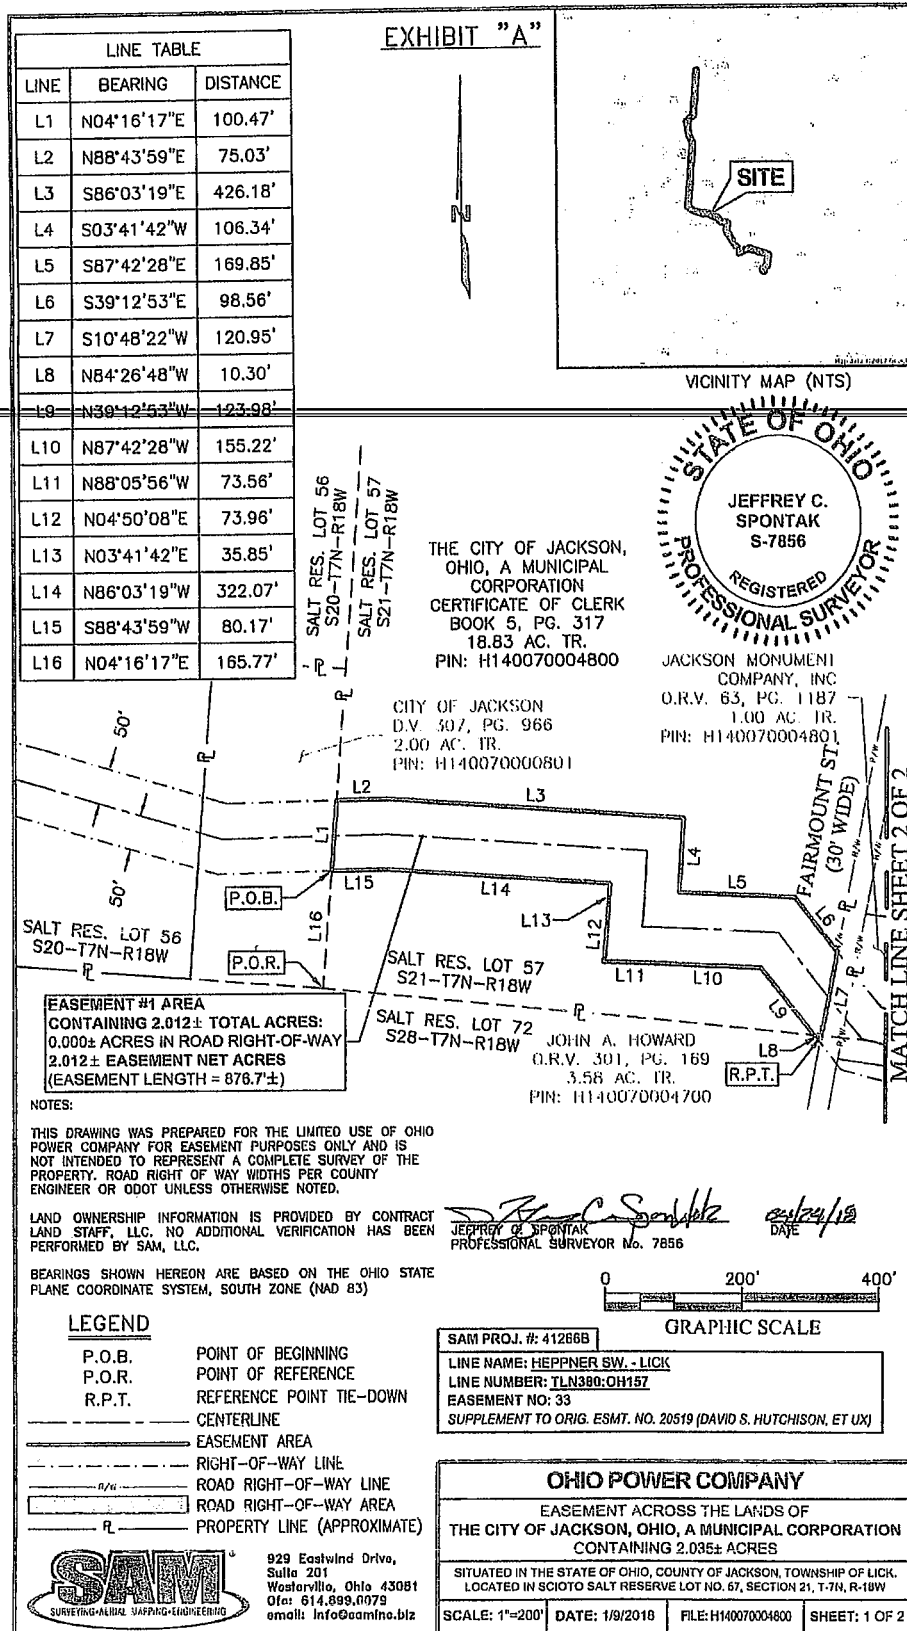 EXHIBIT "A"
LINE TABLE
LINE BEARING DISTANCE
L1 N04°16'17"E 100.47'
L2 N88°43'59"E 75.03'
L3 S86°03'19"E 426.18'
L4 S03°41'42"W 106.34'
L5 S87°42'28"E 169.85'
L6 S39°12'53"E 98.56'
L7 S10°48'22"W 120.95'
L8 N84°26'48"W 10.30'
L9 N39°12'53"W 123.98'
L10 N87°42'28"W 155.22'
L11 N88°05'56"W 73.56'
L12 N04°50'08"E 73.96'
L13 N03°41'42"E 35.85'
L14 N86°03'19"W 322.07'
L15 S88°43'59"W 80.17'
L16 N04°16'17"E 165.77'
N
SITE
VICINITY MAP (NTS)
STATE OF OHIO
JEFFREY C.
SPONTAK
S-7856
REGISTERED
PROFESSIONAL SURVEYOR
SALT RES. LOT 56
S20-T7N-R18W
SALT RES. LOT 57
S21-T7N-R18W
THE CITY OF JACKSON,
OHIO, A MUNICIPAL
CORPORATION
CERTIFICATE OF CLERK
BOOK 5, PG. 317
18.83 AC. TR.
PIN: H140070004800
JACKSON MONUMENT
COMPANY, INC
O.R.V. 63, PG. 1187
1.00 AC. TR.
PIN: H140070004801
CITY OF JACKSON
D.V. 307, PG. 966
2.00 AC. TR.
PIN: H140070000801
FAIRMOUNT ST.
(30' WIDE)
MATCH LINE SHEET 2 OF 2
50'
50'
PL
PL
PL
L2
L3
L1
L4
L5
L6
L7
P.O.B.
L15
L14
L13
L12
L16
L11
L10
L9
L8
SALT RES. LOT 56
S20-T7N-R18W
PL
P.O.R.
SALT RES. LOT 57
S21-T7N-R18W
PL
SALT RES. LOT 72
S28-T7N-R18W
JOHN A. HOWARD
O.R.V. 301, PG. 169
3.58 AC. TR.
PIN: H140070004700
R.P.T.
PL
PL
R/W
R/W
R/W
EASEMENT #1 AREA
CONTAINING 2.012± TOTAL ACRES:
0.000± ACRES IN ROAD RIGHT-OF-WAY
2.012± EASEMENT NET ACRES
(EASEMENT LENGTH = 876.7'±)
NOTES:
THIS DRAWING WAS PREPARED FOR THE LIMITED USE OF OHIO
POWER COMPANY FOR EASEMENT PURPOSES ONLY AND IS
NOT INTENDED TO REPRESENT A COMPLETE SURVEY OF THE
PROPERTY. ROAD RIGHT OF WAY WIDTHS PER COUNTY
ENGINEER OR ODOT UNLESS OTHERWISE NOTED.
LAND OWNERSHIP INFORMATION IS PROVIDED BY CONTRACT
LAND STAFF, LLC. NO ADDITIONAL VERIFICATION HAS BEEN
PERFORMED BY SAM, LLC.
BEARINGS SHOWN HEREON ARE BASED ON THE OHIO STATE
PLANE COORDINATE SYSTEM, SOUTH ZONE (NAD 83)
JEFFREY C. SPONTAK
PROFESSIONAL SURVEYOR No. 7856
DATE
0 200' 400'
GRAPHIC SCALE
LEGEND
P.O.B. POINT OF BEGINNING
P.O.R. POINT OF REFERENCE
R.P.T. REFERENCE POINT TIE-DOWN
CENTERLINE
EASEMENT AREA
RIGHT-OF-WAY LINE
R/W ROAD RIGHT-OF-WAY LINE
ROAD RIGHT-OF-WAY AREA
PL PROPERTY LINE (APPROXIMATE)
SAM PROJ. #: 41266B
LINE NAME: HEPPNER SW. - LICK
LINE NUMBER: TLN380:OH157
EASEMENT NO: 33
SUPPLEMENT TO ORIG. ESMT. NO. 20519 (DAVID S. HUTCHISON, ET UX)
OHIO POWER COMPANY
EASEMENT ACROSS THE LANDS OF
THE CITY OF JACKSON, OHIO, A MUNICIPAL CORPORATION
CONTAINING 2.035± ACRES
SITUATED IN THE STATE OF OHIO, COUNTY OF JACKSON, TOWNSHIP OF LICK.
LOCATED IN SCIOTO SALT RESERVE LOT NO. 57, SECTION 21, T-7N, R-18W
SCALE: 1"=200' DATE: 1/9/2018 FILE: H140070004800 SHEET: 1 OF 2
SAM
SURVEYING-AERIAL MAPPING-ENGINEERING
929 Eastwind Drive,
Suite 201
Westerville, Ohio 43081
Ofc: 614.899.0079
email: info@saminc.biz